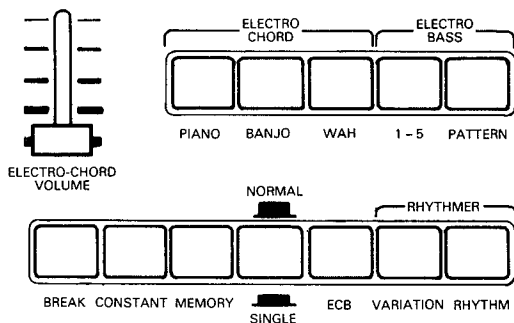 ELECTRO
CHORD
ELECTRO
BASS
PIANO BANJO WAH 1-5 PATTERN
ELECTRO-CHORD
VOLUME
NORMAL
RHYTHMER
BREAK CONSTANT MEMORY ECB VARIATION RHYTHM
SINGLE